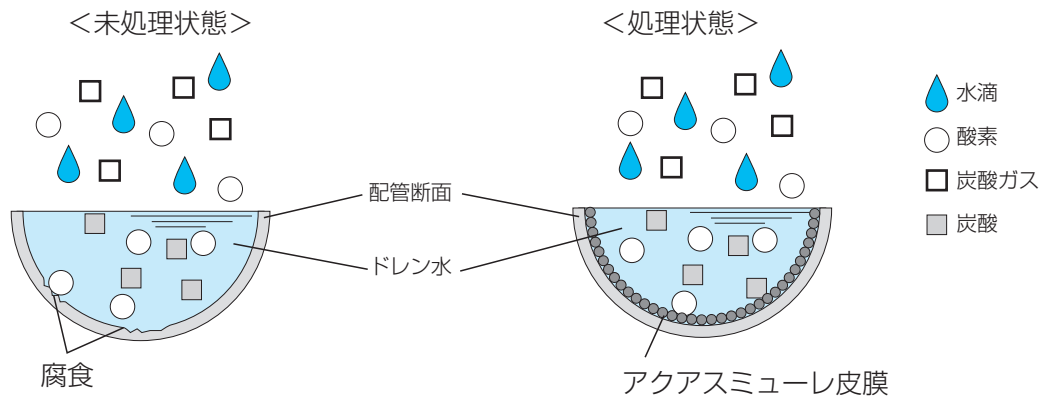 ＜未処理状態＞
＜処理状態＞
水滴
酸素
炭酸ガス
炭酸
配管断面
ドレン水
腐食
アクアスミューレ皮膜